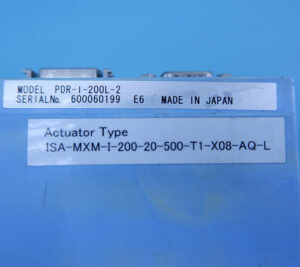 MODEL PDR-I-200L-2
SERIALNo. 600060199 E6 MADE IN JAPAN
Actuator Type
ISA-MXM-I-200-20-500-T1-X08-AQ-L